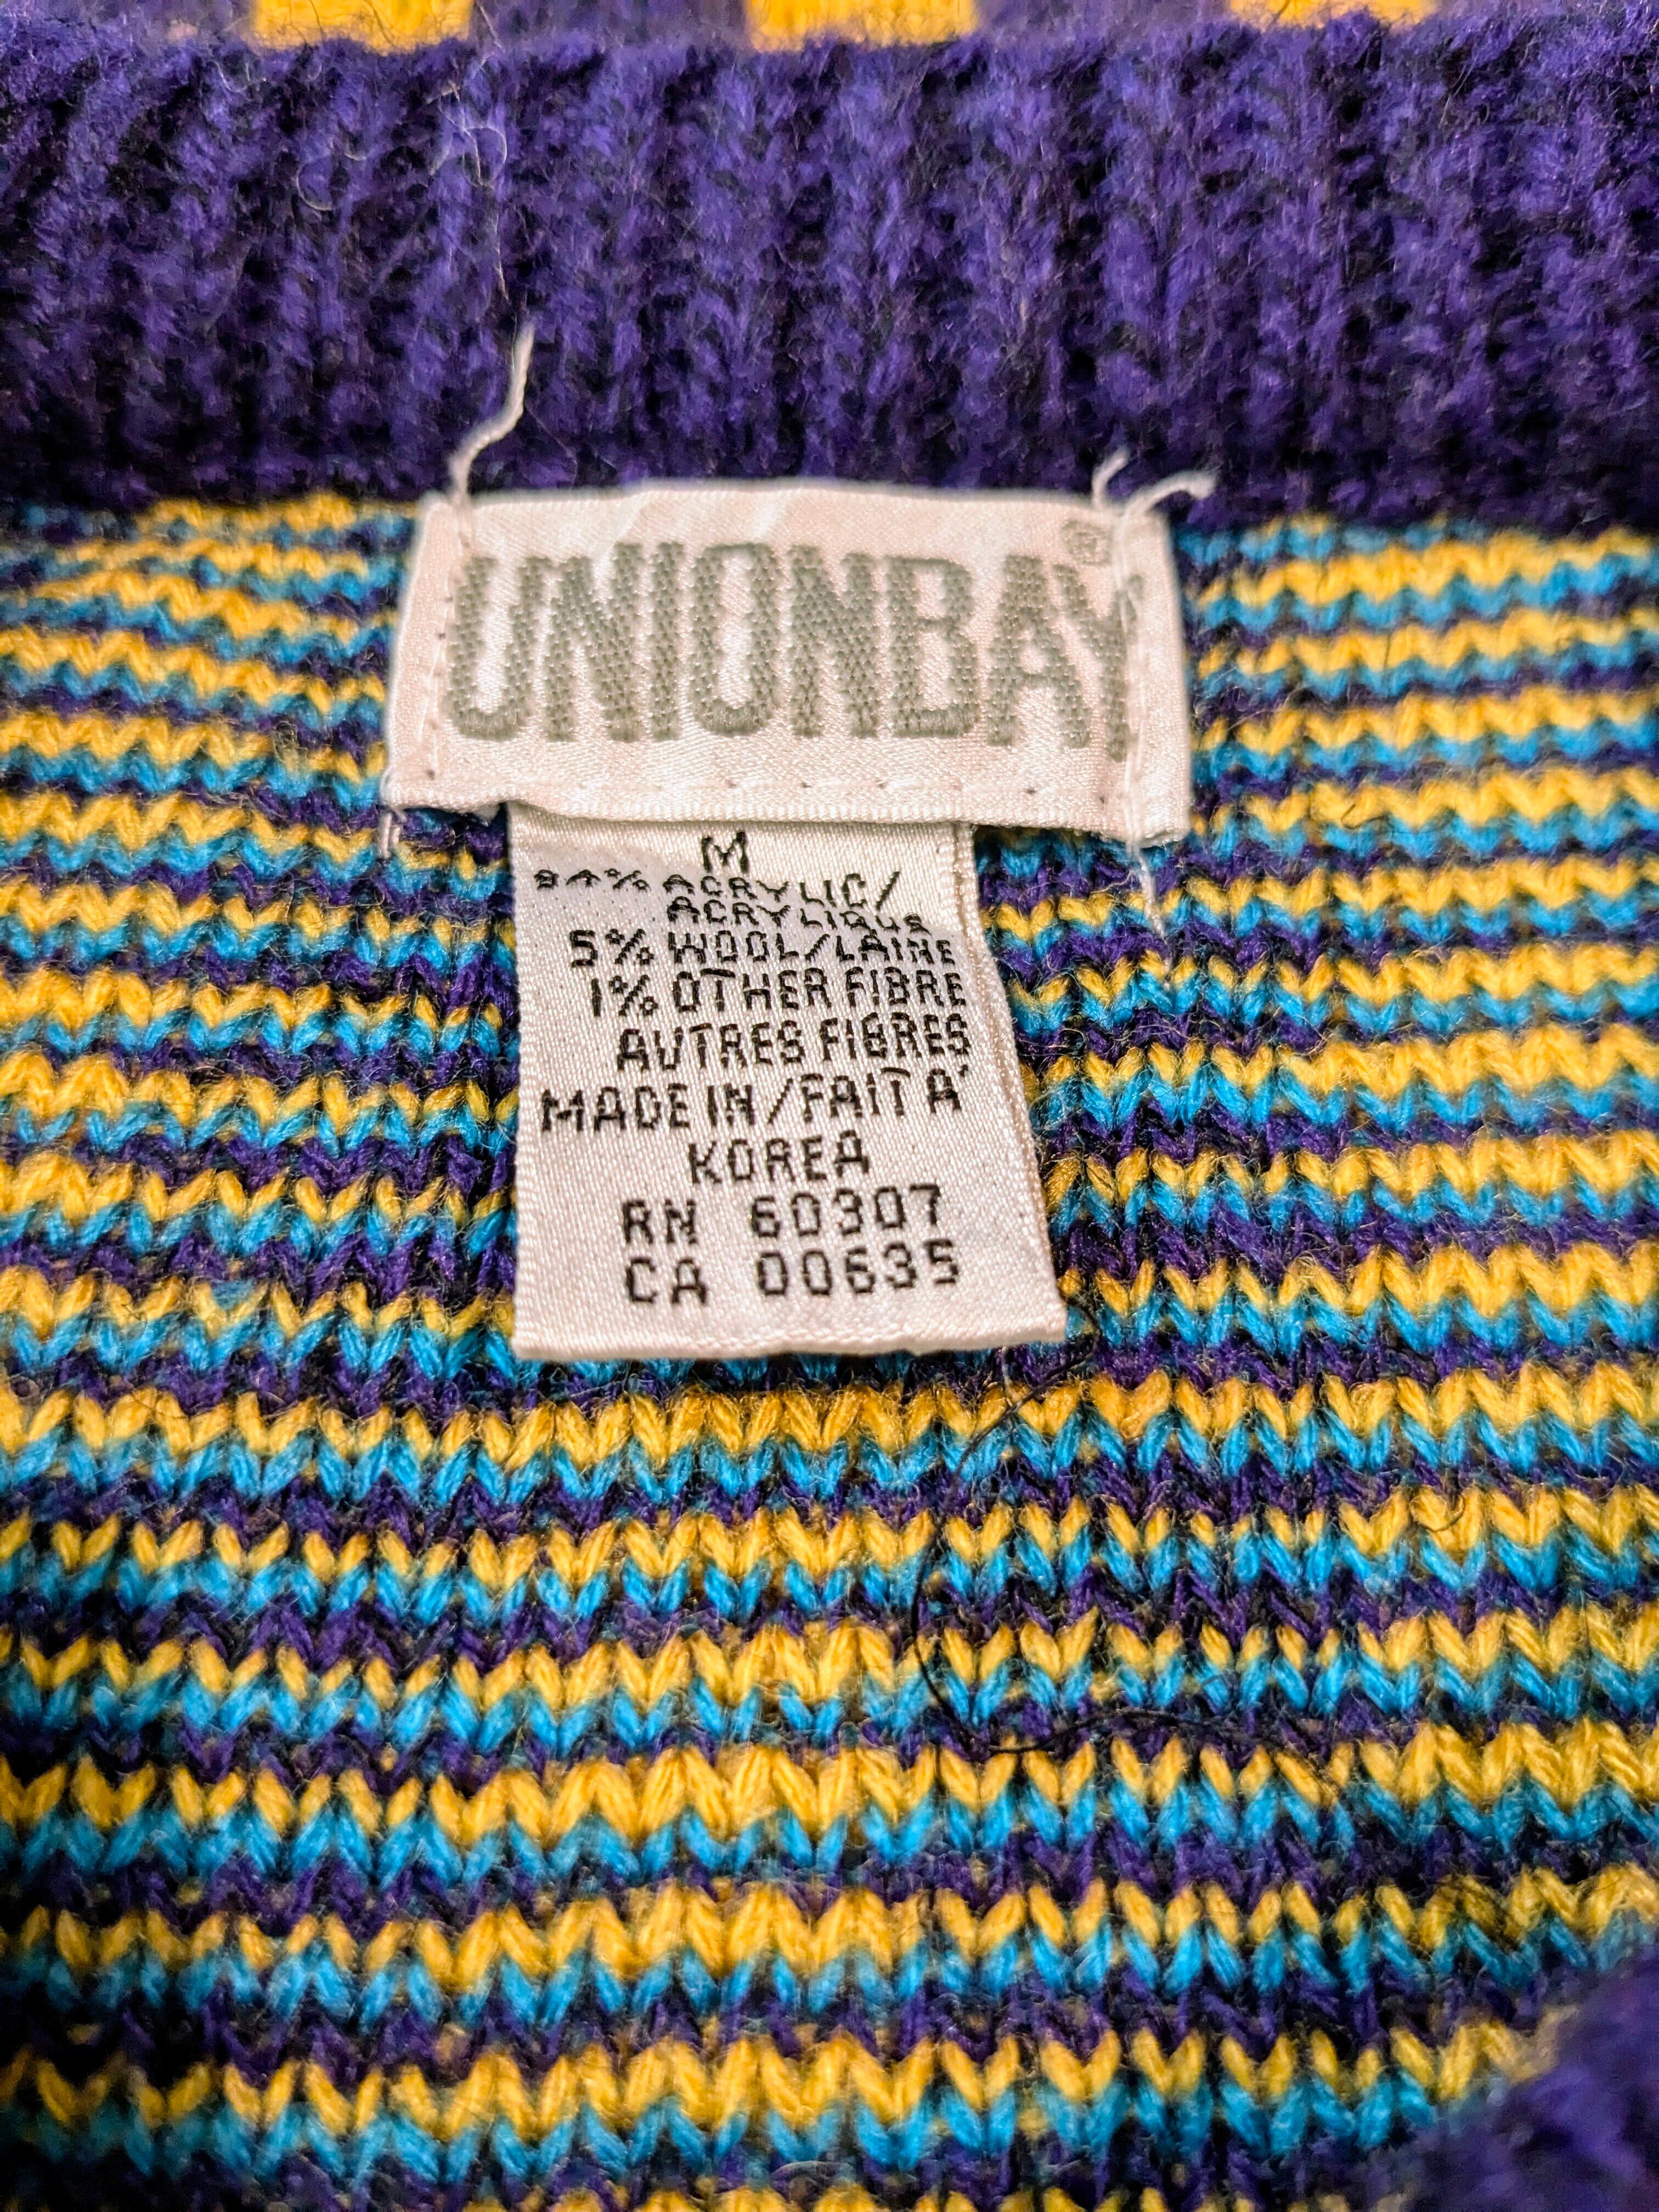 UNIONBAY®
M
94% ACRYLIC/
ACRYLIQUS
5% WOOL/LAINE
1% OTHER FIBRE
AUTRES FIBRES
MADE IN/FAIT A'
KOREA
RN 60307
CA 00635